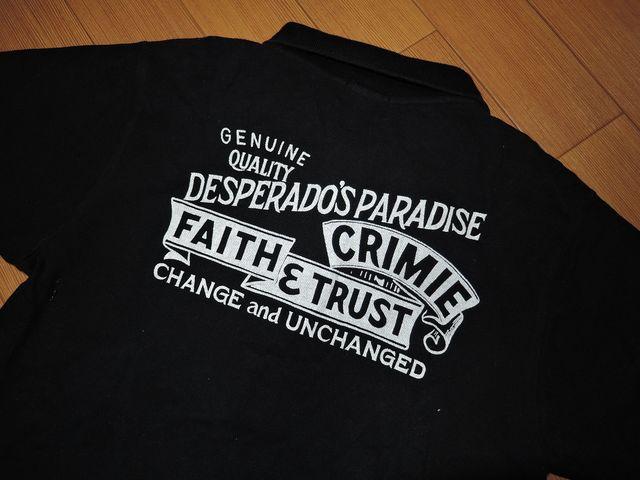 GENUINE
QUALITY
DESPERADO'S PARADISE
CRIMIE
FAITH
& TRUST
CHANGE and UNCHANGED